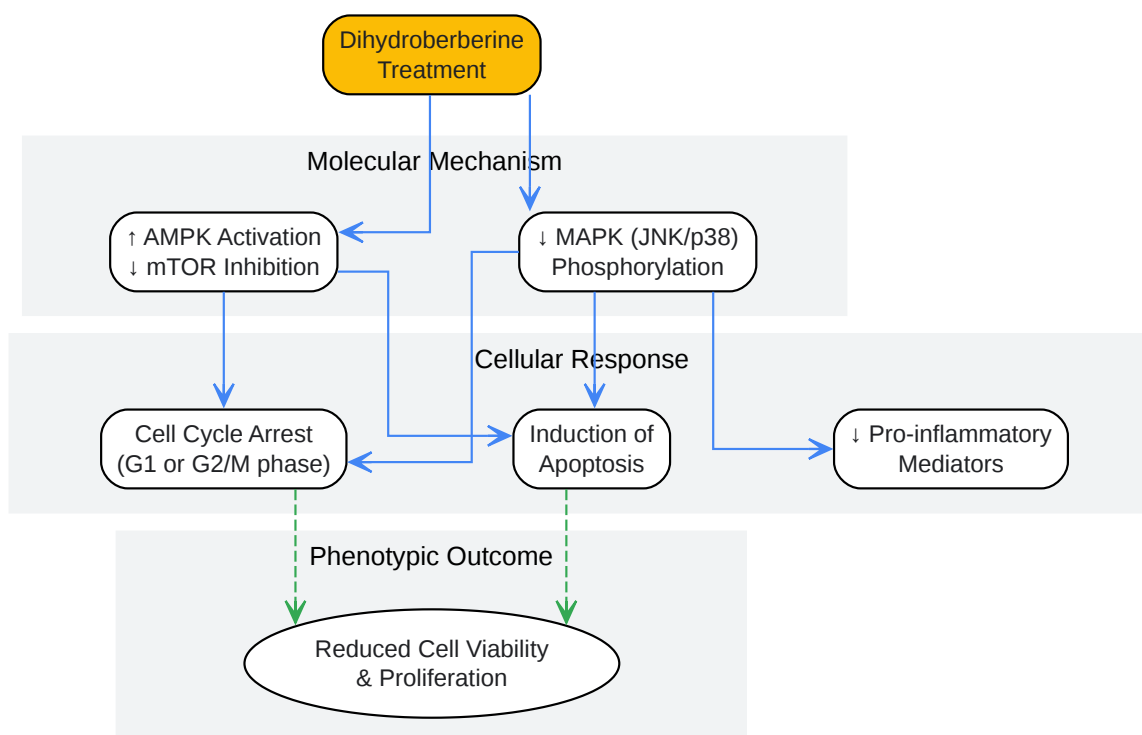 Dihydroberberine
Treatment
Molecular Mechanism
↑ AMPK Activation
↓ mTOR Inhibition
↓ MAPK (JNK/p38)
Phosphorylation
Cellular Response
Cell Cycle Arrest
(G1 or G2/M phase)
Induction of
Apoptosis
↓ Pro-inflammatory
Mediators
Phenotypic Outcome
Reduced Cell Viability
& Proliferation